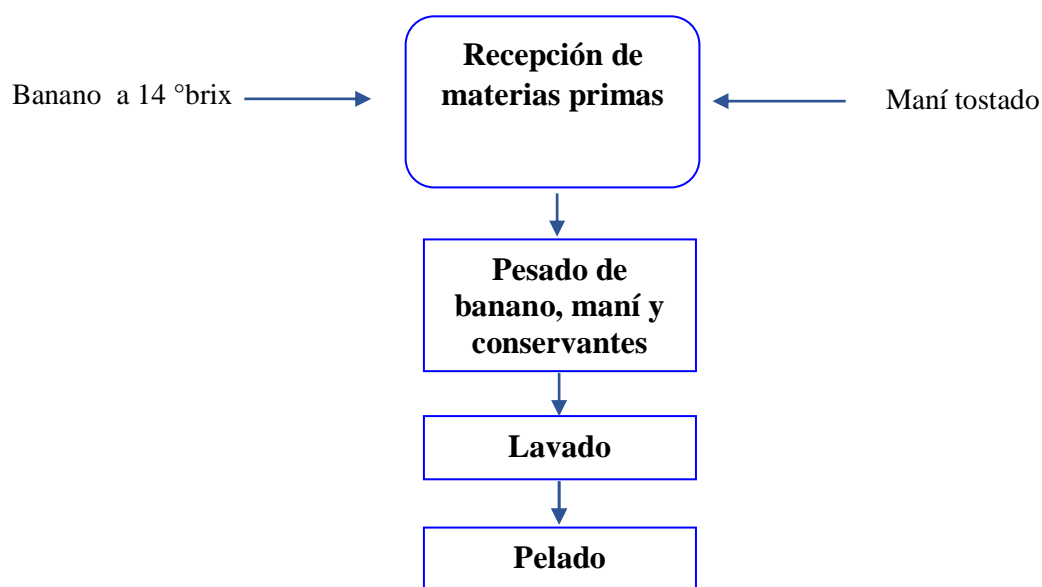 Recepción de
materias primas
Banano a 14 °brix
Maní tostado
Pesado de
banano, maní y
conservantes
Lavado
Pelado